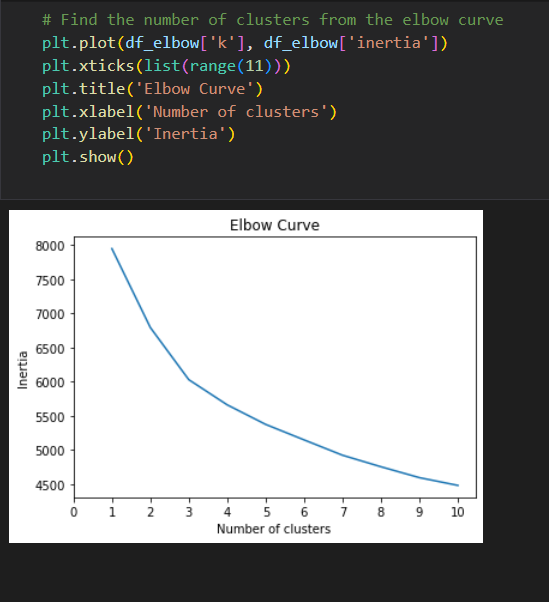 # Find the number of clusters from the elbow curve
plt.plot(df_elbow['k'], df_elbow['inertia'])
plt.xticks(list(range(11)))
plt.title('Elbow Curve')
plt.xlabel('Number of clusters')
plt.ylabel('Inertia')
plt.show()
Elbow Curve
8000
7500
7000
6500
6000
5500
5000
4500
Inertia
0 1 2 3 4 5 6 7 8 9 10
Number of clusters